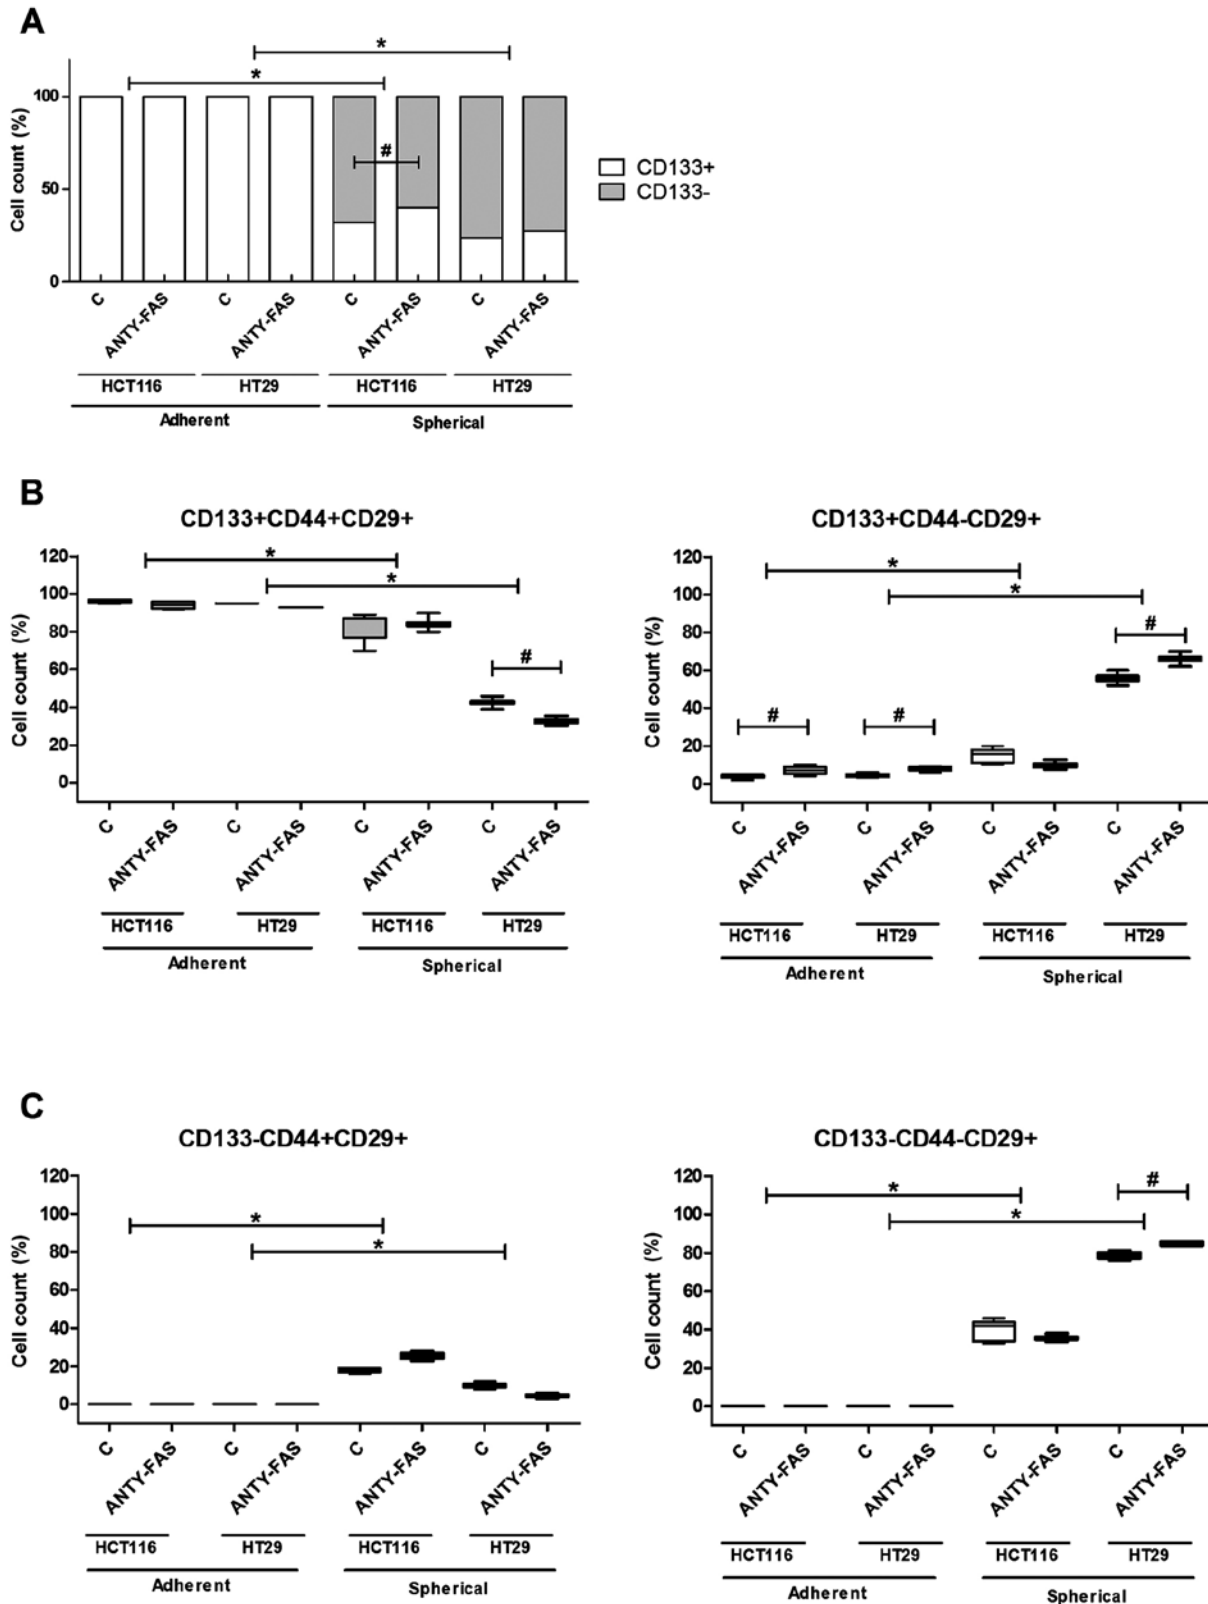 A
*
*
100
#
50
0
Cell count (%)
CD133+
CD133-
C ANTY-FAS C ANTY-FAS C ANTY-FAS C ANTY-FAS
HCT116 HT29 HCT116 HT29
Adherent Spherical
B
CD133+CD44+CD29+
120
100
80
60
40
20
0
Cell count (%)
*
*
#
C ANTY-FAS C ANTY-FAS C ANTY-FAS C ANTY-FAS
HCT116 HT29 HCT116 HT29
Adherent Spherical
CD133+CD44-CD29+
120
100
80
60
40
20
0
Cell count (%)
*
*
#
# #
C ANTY-FAS C ANTY-FAS C ANTY-FAS C ANTY-FAS
HCT116 HT29 HCT116 HT29
Adherent Spherical
C
CD133-CD44+CD29+
120
100
80
60
40
20
0
Cell count (%)
*
*
C ANTY-FAS C ANTY-FAS C ANTY-FAS C ANTY-FAS
HCT116 HT29 HCT116 HT29
Adherent Spherical
CD133-CD44-CD29+
120
100
80
60
40
20
0
Cell count (%)
* #
*
C ANTY-FAS C ANTY-FAS C ANTY-FAS C ANTY-FAS
HCT116 HT29 HCT116 HT29
Adherent Spherical